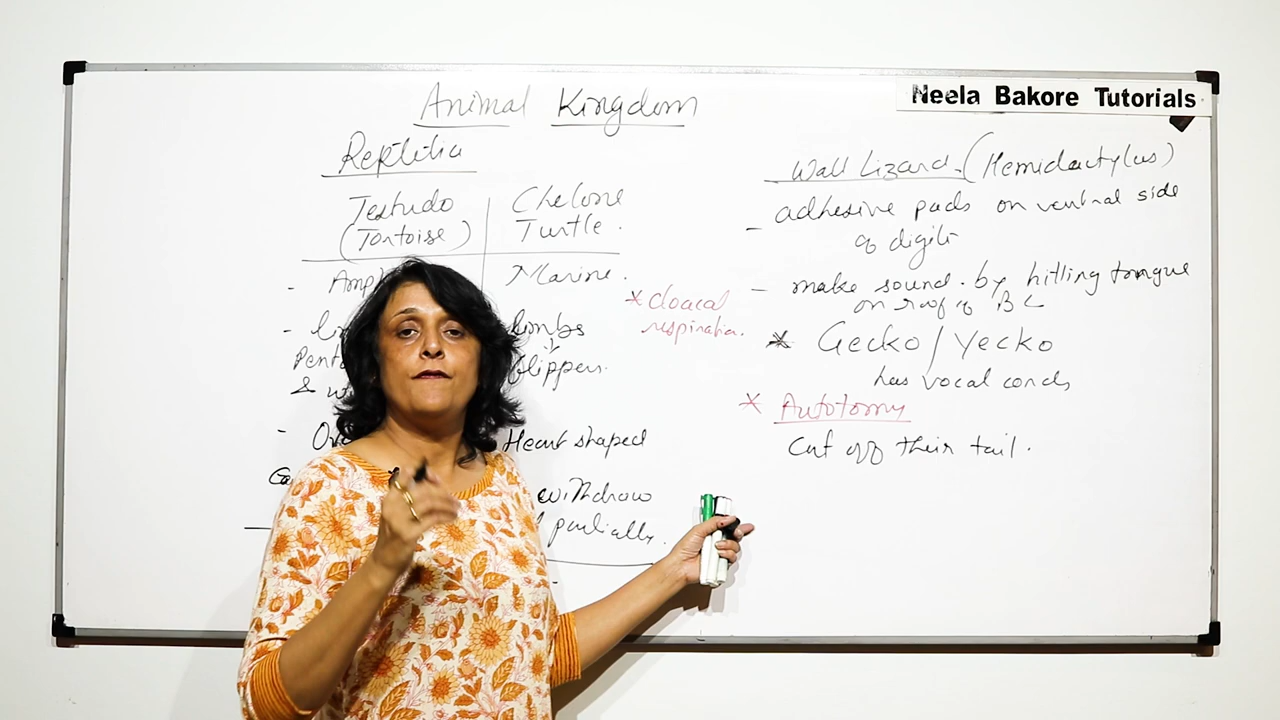 Animal Kingdom
Neela Bakore Tutorials
Reptilia
Testudo
(Tortoise)
Chelone
Turtle.
- Amp
Marine.
* cloacal
respiration.
limbs
flippers.
Pent
&
-
Heart shaped
withdraw
partially.
Wall Lizard. (Hemidactylus)
- adhesive pads on ventral side
of digits
- make sound. by hitting tongue
on roof of BC
* Gecko/Yecko
has vocal cords
* Autotomy
Cut off their tail.